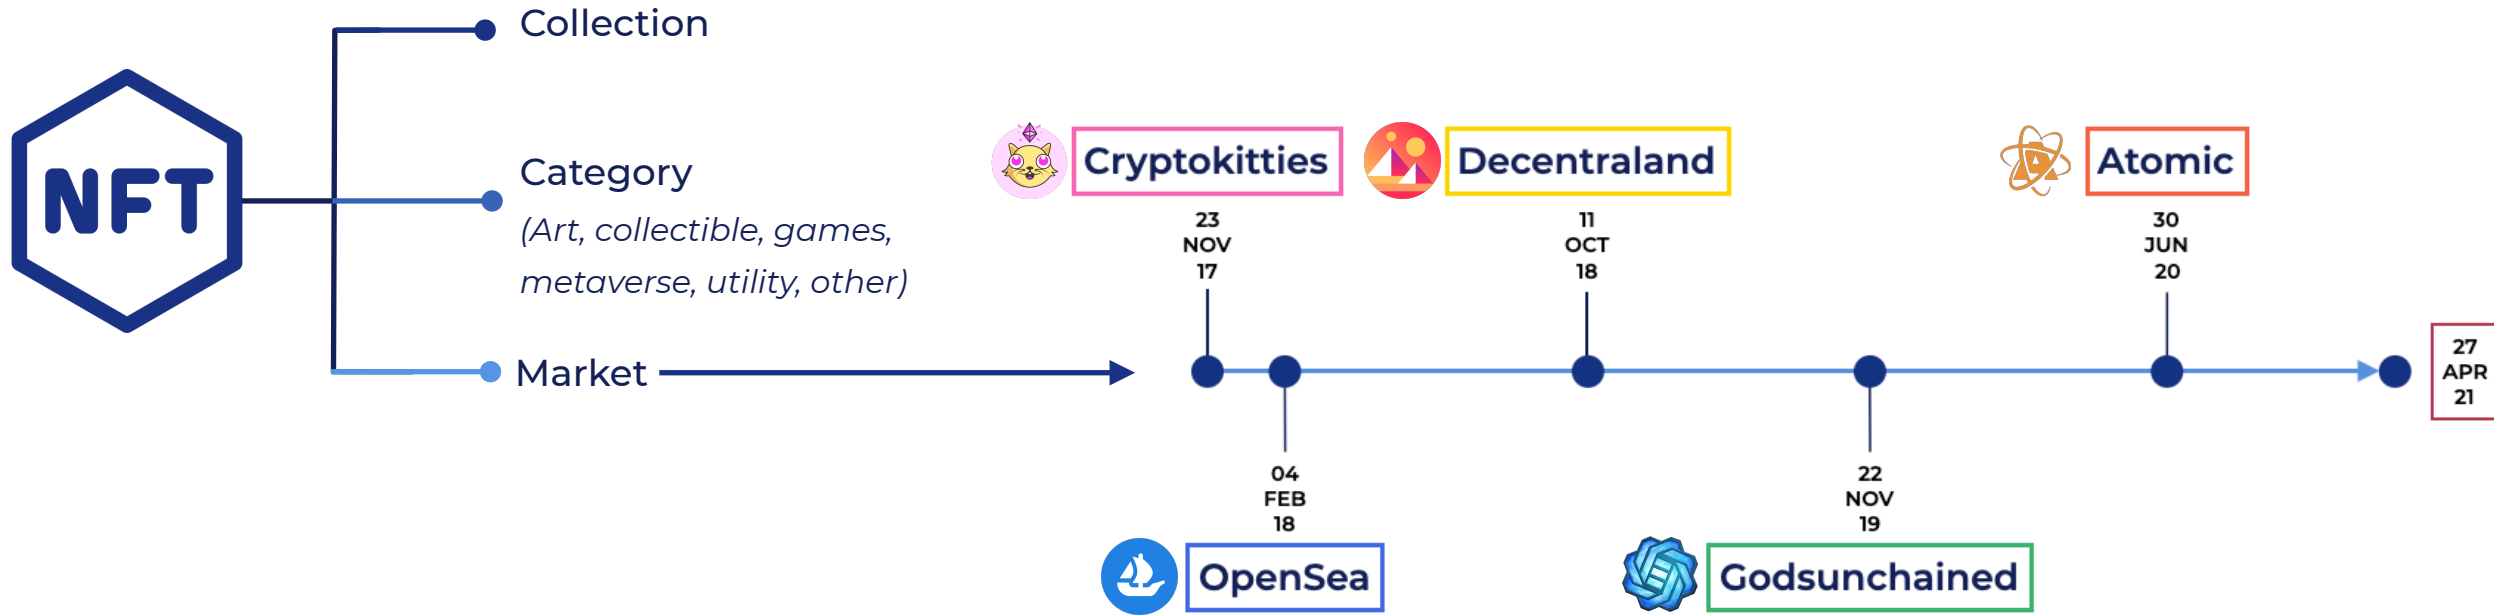 NFT
Collection
Category
(Art, collectible, games,
metaverse, utility, other)
Market
Cryptokitties
23
NOV
17
Decentraland
11
OCT
18
Atomic
30
JUN
20
27
APR
21
04
FEB
18
OpenSea
22
NOV
19
Godsunchained